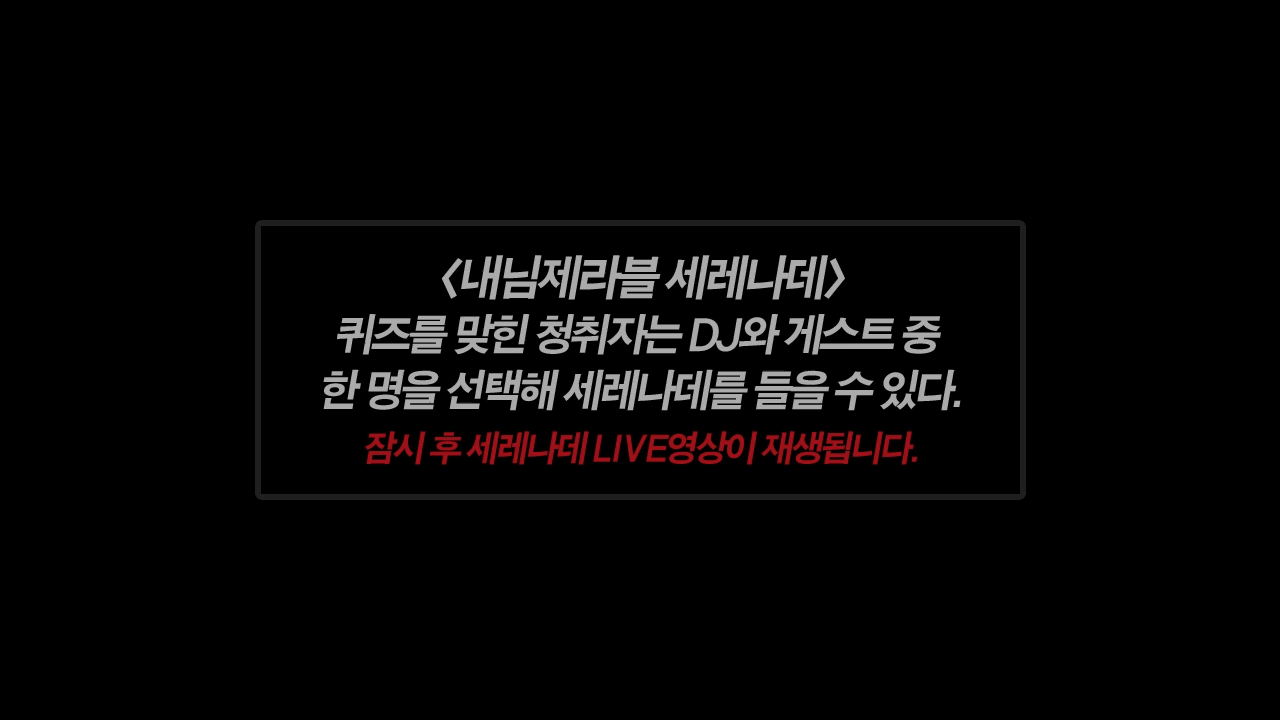 <내님제라블 세레나데>
퀴즈를 맞힌 청취자는 DJ와 게스트 중
한 명을 선택해 세레나데를 들을 수 있다.
잠시 후 세레나데 LIVE영상이 재생됩니다.